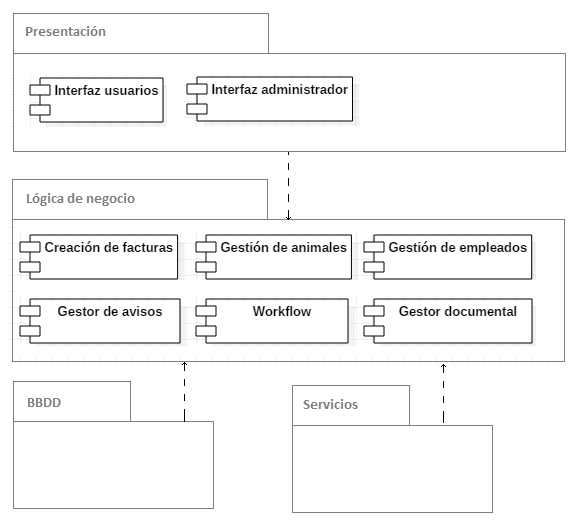 Presentación
Interfaz usuarios
Interfaz administrador
Lógica de negocio
Creación de facturas
Gestión de animales
Gestión de empleados
Gestor de avisos
Workflow
Gestor documental
BBDD
Servicios